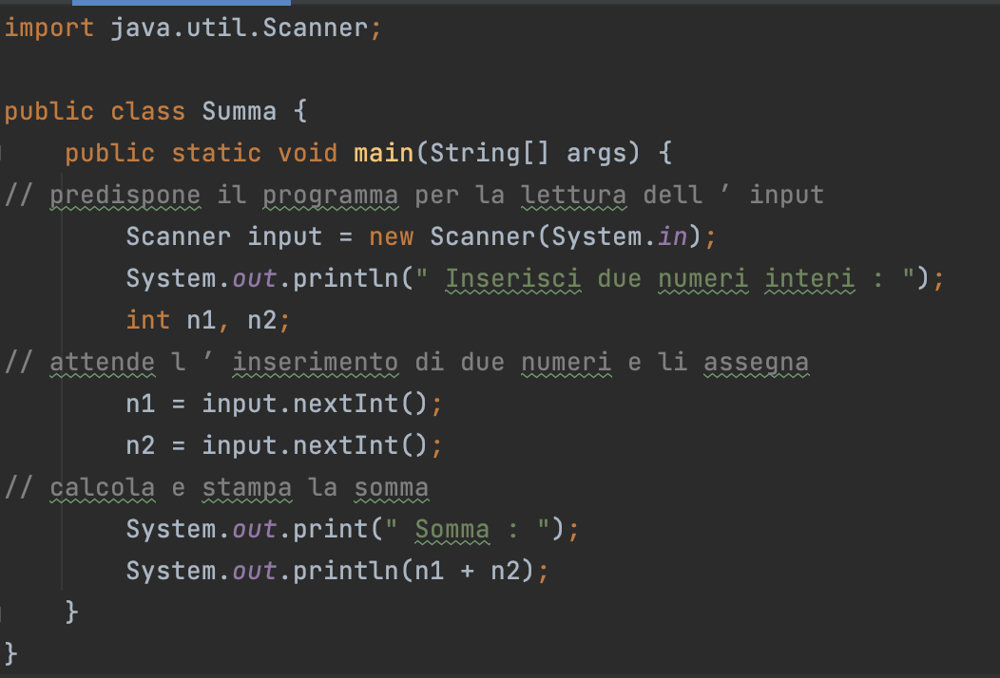 import java.util.Scanner;
public class Summa {
public static void main(String[] args) {
// predispone il programma per la lettura dell ’ input
Scanner input = new Scanner(System.in);
System.out.println(" Inserisci due numeri interi : ");
int n1, n2;
// attende l ’ inserimento di due numeri e li assegna
n1 = input.nextInt();
n2 = input.nextInt();
// calcola e stampa la somma
System.out.print(" Somma : ");
System.out.println(n1 + n2);
}
}